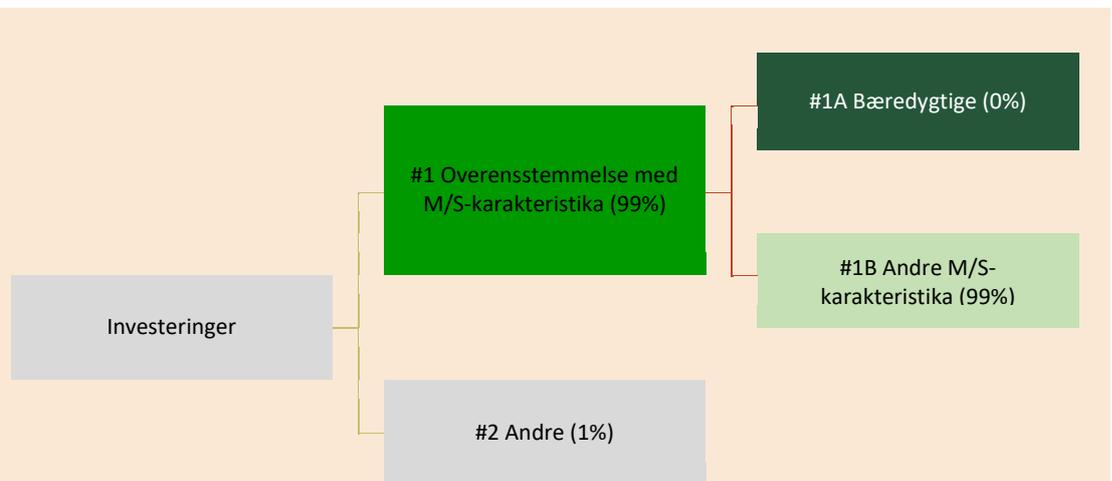 #1A Bæredygtige (0%)
#1 Overensstemmelse med
M/S-karakteristika (99%)
#1B Andre M/S-
karakteristika (99%)
Investeringer
#2 Andre (1%)